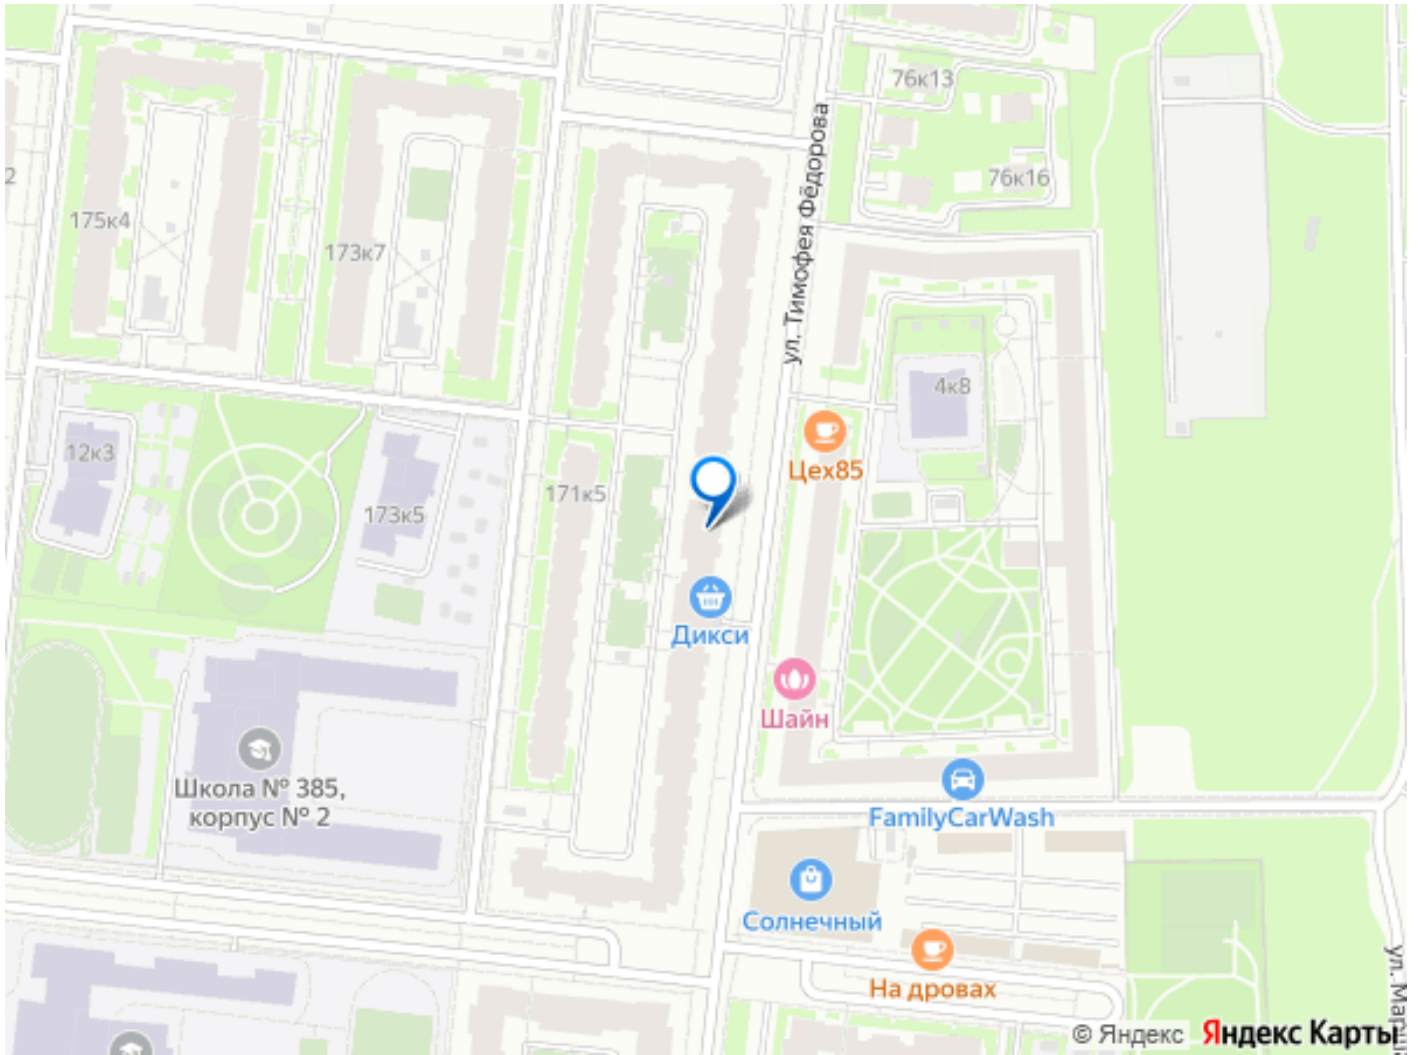 76к13
76к16
2
175к4
173к7
ул. Тимофея Фёдорова
4к8
Цех85
12к3
171к5
173к5
Дикси
Шайн
Школа № 385,
корпус № 2
FamilyCarWash
Солнечный
На дровах
© Яндекс Яндекс Карты